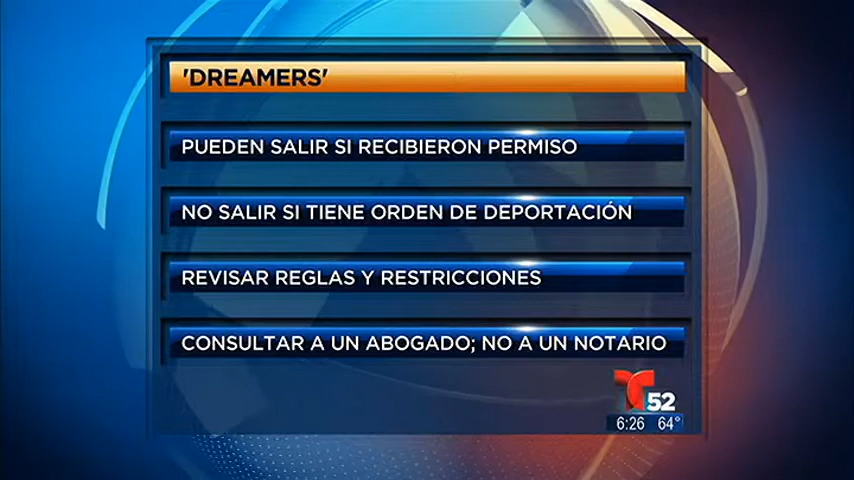 'DREAMERS'
PUEDEN SALIR SI RECIBIERON PERMISO
NO SALIR SI TIENE ORDEN DE DEPORTACIÓN
REVISAR REGLAS Y RESTRICCIONES
CONSULTAR A UN ABOGADO; NO A UN NOTARIO
52
6:26 64°